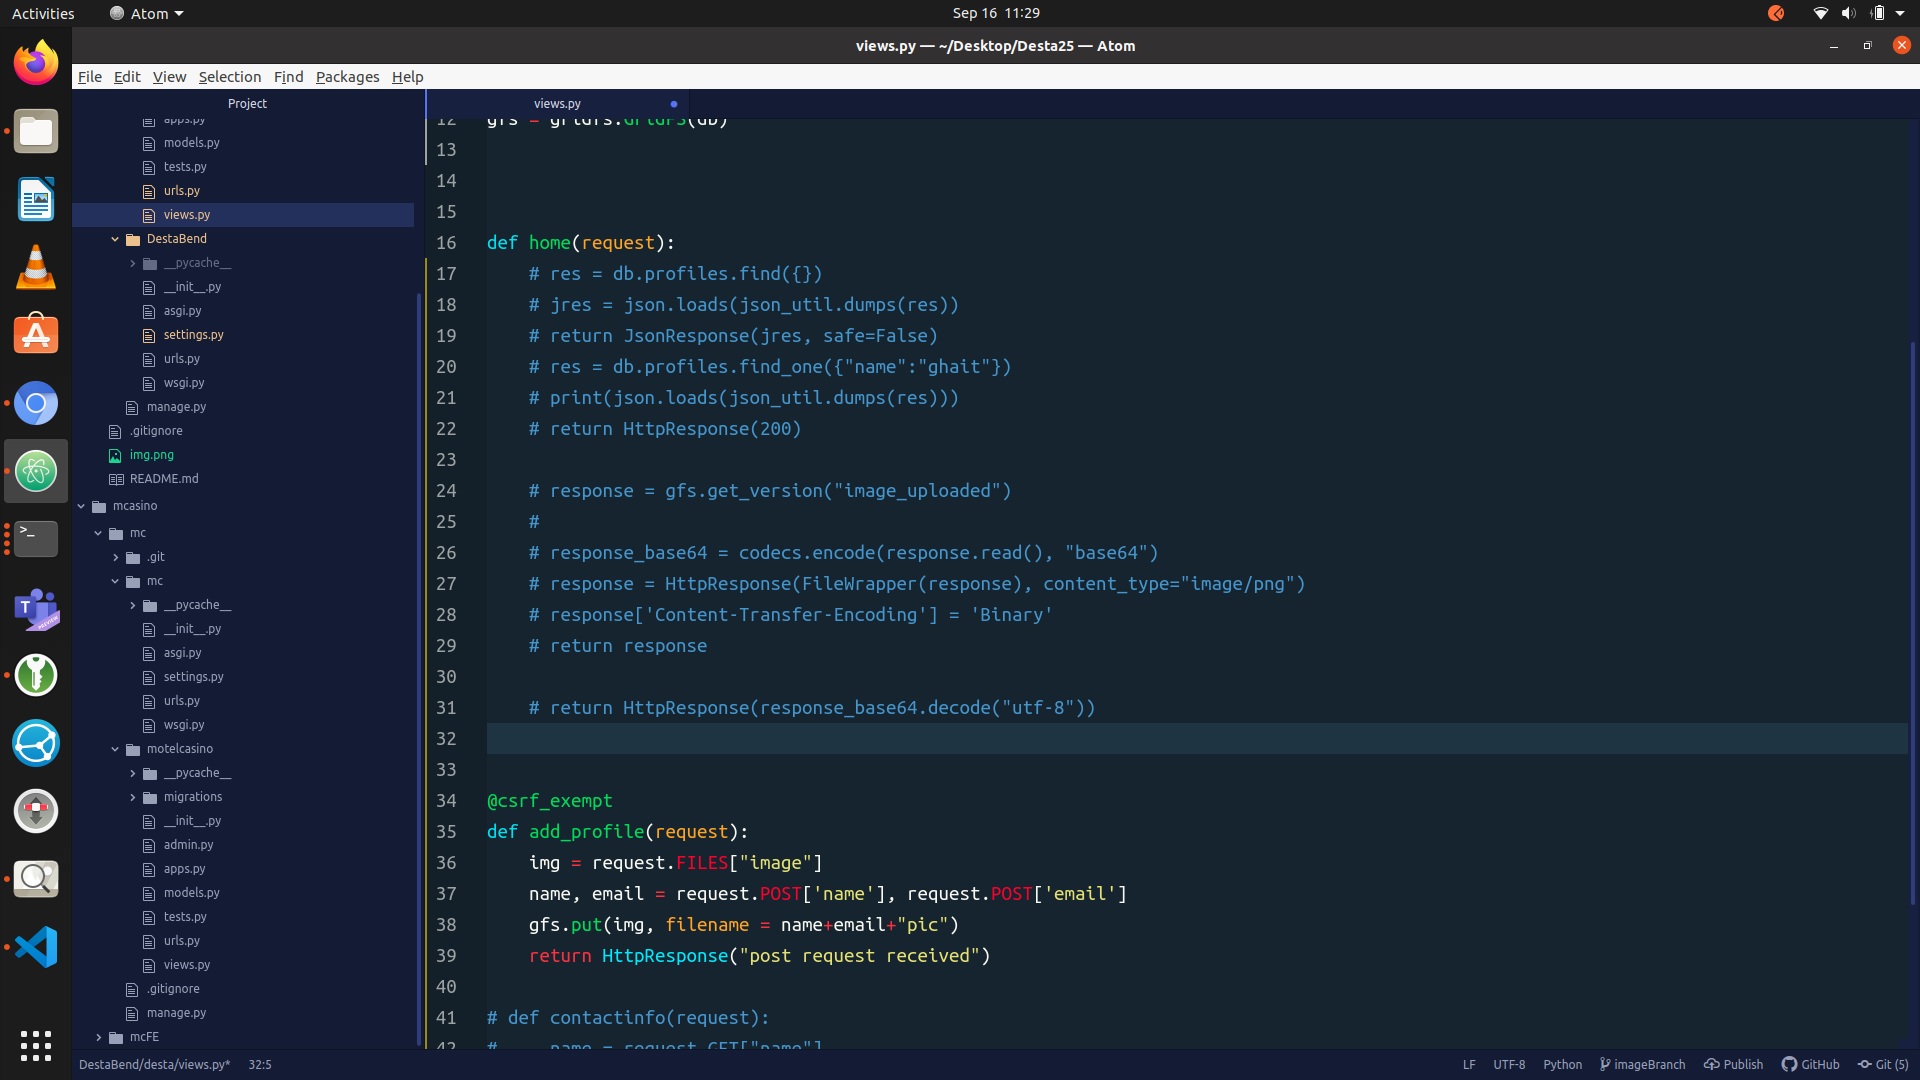 Activities
Atom
Sep 16 11:29
views.py — ~/Desktop/Desta25 — Atom
File Edit View Selection Find Packages Help
Project
apps.py
models.py
tests.py
urls.py
views.py
DestaBend
__pycache__
__init__.py
asgi.py
settings.py
urls.py
wsgi.py
manage.py
.gitignore
img.png
README.md
mcasino
mc
.git
mc
__pycache__
__init__.py
asgi.py
settings.py
urls.py
wsgi.py
motelcasino
__pycache__
migrations
__init__.py
admin.py
apps.py
models.py
tests.py
urls.py
views.py
.gitignore
manage.py
mcFE
views.py
12 gfs = gridfs.GridFS(db)
13
14
15
16 def home(request):
17     # res = db.profiles.find({})
18     # jres = json.loads(json_util.dumps(res))
19     # return JsonResponse(jres, safe=False)
20     # res = db.profiles.find_one({"name":"ghait"})
21     # print(json.loads(json_util.dumps(res)))
22     # return HttpResponse(200)
23
24     # response = gfs.get_version("image_uploaded")
25     #
26     # response_base64 = codecs.encode(response.read(), "base64")
27     # response = HttpResponse(FileWrapper(response), content_type="image/png")
28     # response['Content-Transfer-Encoding'] = 'Binary'
29     # return response
30
31     # return HttpResponse(response_base64.decode("utf-8"))
32
33
34 @csrf_exempt
35 def add_profile(request):
36     img = request.FILES["image"]
37     name, email = request.POST['name'], request.POST['email']
38     gfs.put(img, filename = name+email+"pic")
39     return HttpResponse("post request received")
40
41 # def contactinfo(request):
42 #     name = request.GET["name"]
DestaBend/desta/views.py* 32:5
LF UTF-8 Python imageBranch Publish GitHub Git (5)